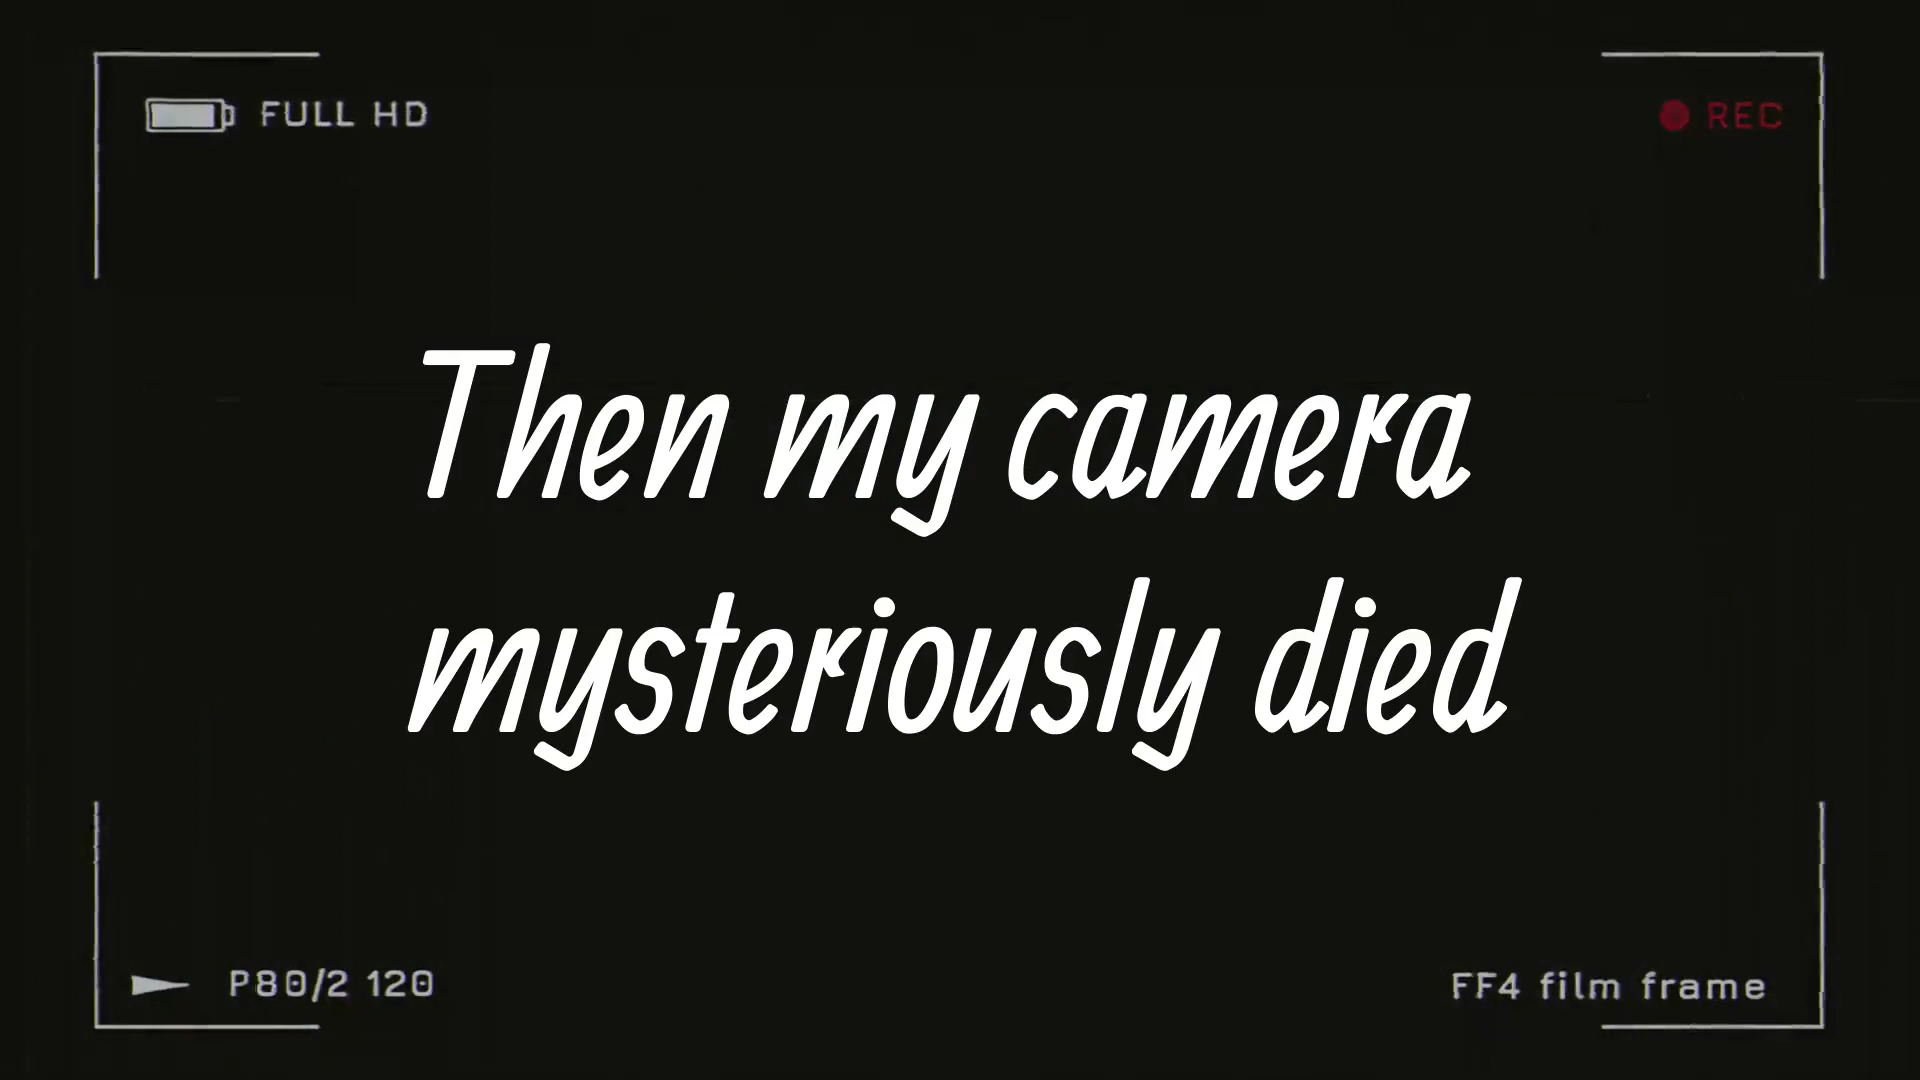 FULL HD
REC
Then my camera
mysteriously died
P80/2 120
FF4 film frame